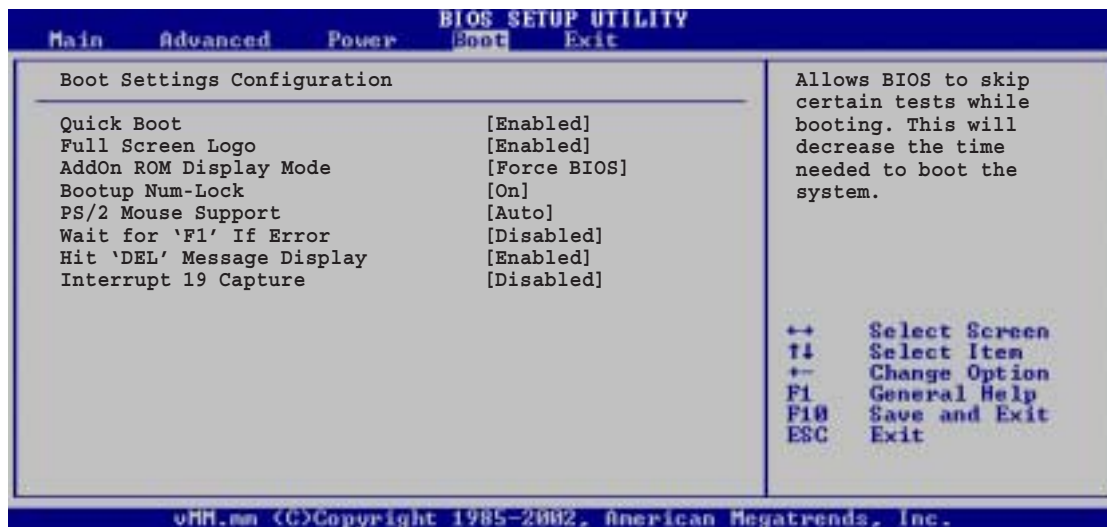 BIOS SETUP UTILITY
Main Advanced Power Boot Exit
Boot Settings Configuration
Quick Boot [Enabled]
Full Screen Logo [Enabled]
AddOn ROM Display Mode [Force BIOS]
Bootup Num-Lock [On]
PS/2 Mouse Support [Auto]
Wait for ‘F1’ If Error [Disabled]
Hit ‘DEL’ Message Display [Enabled]
Interrupt 19 Capture [Disabled]
Allows BIOS to skip
certain tests while
booting. This will
decrease the time
needed to boot the
system.
←→ Select Screen
↑↓ Select Item
+- Change Option
F1 General Help
F10 Save and Exit
ESC Exit
vMM.mm (C)Copyright 1985-2002, American Megatrends, Inc.